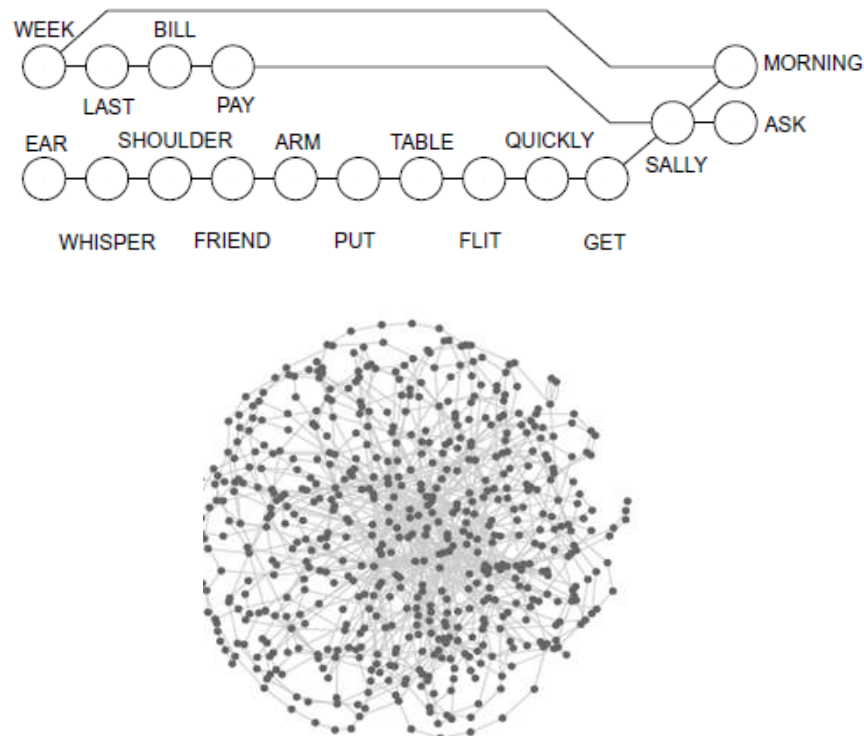 WEEK BILL
MORNING
LAST PAY
ASK
EAR SHOULDER ARM TABLE QUICKLY
SALLY
WHISPER FRIEND PUT FLIT GET